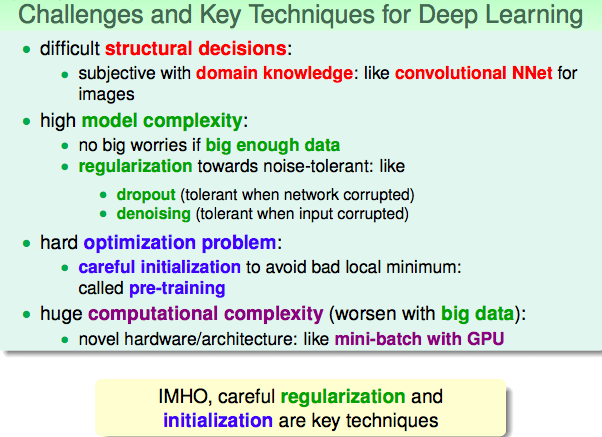 Challenges and Key Techniques for Deep Learning
• difficult structural decisions:
• subjective with domain knowledge: like convolutional NNet for
images
• high model complexity:
• no big worries if big enough data
• regularization towards noise-tolerant: like
• dropout (tolerant when network corrupted)
• denoising (tolerant when input corrupted)
• hard optimization problem:
• careful initialization to avoid bad local minimum:
called pre-training
• huge computational complexity (worsen with big data):
• novel hardware/architecture: like mini-batch with GPU
IMHO, careful regularization and
initialization are key techniques